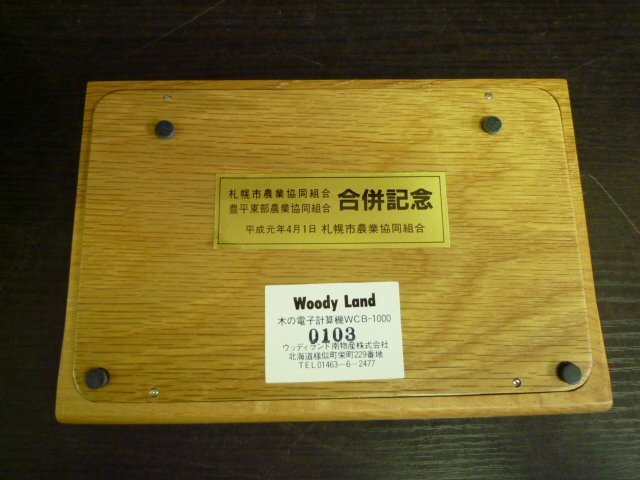 札幌市農業協同組合
豊平東部農業協同組合 合併記念
平成元年4月1日 札幌市農業協同組合
Woody Land
木の電子計算機WCB-1000
0103
ウッディランド南物産株式会社
北海道様似町栄町229番地
TEL01463-6-2477